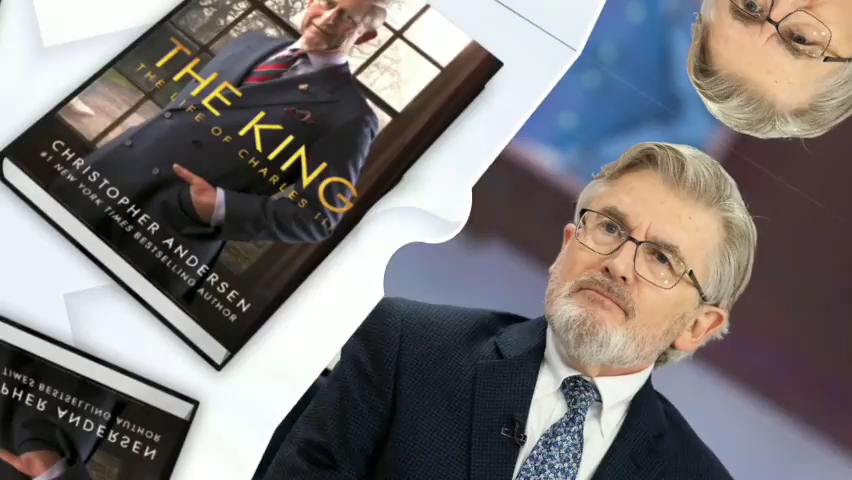 THE KING
THE LIFE OF CHARLES III
CHRISTOPHER ANDERSEN
#1 NEW YORK TIMES BESTSELLING AUTHOR
TIMES BESTSELLING AUTHOR
PHER ANDERSEN